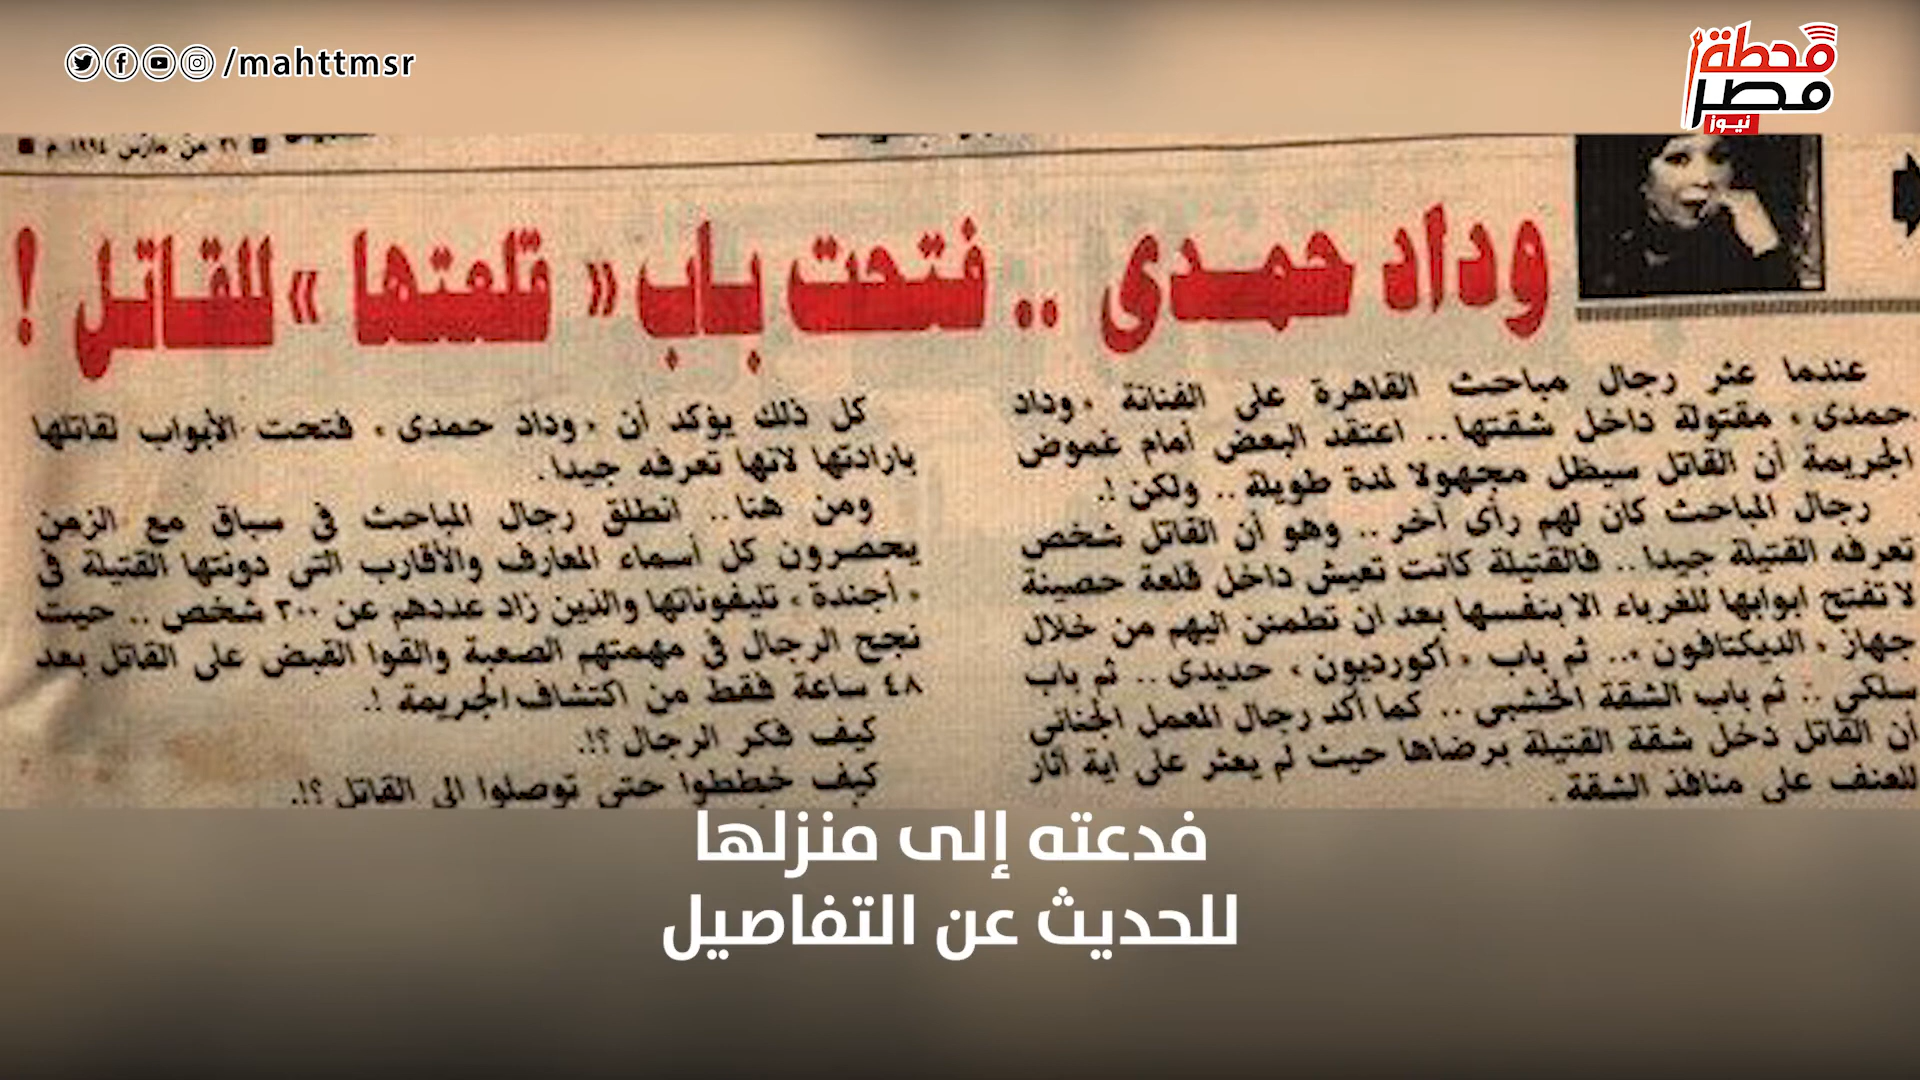 /mahttmsr
محطة
مصر
نيوز
من مارس ١٩٩٤ م
وداد حمدى .. فتحت باب « قلعتها » للقاتل !
عندما عثر رجال مباحث القاهرة على الفنانة « وداد
حمدى » مقتولة داخل شقتها .. اعتقد البعض أمام غموض
الجريمة أن القاتل سيظل مجهولا لمدة طويلة .. ولكن !.
رجال المباحث كان لهم رأى آخر .. وهو أن القاتل شخص
تعرفه القتيلة جيدا .. فالقتيلة كانت تعيش داخل قلعة حصينة
لا تفتح ابوابها للغرباء الا بنفسها بعد ان تطمئن اليهم من خلال
جهاز « الديكتافون » .. ثم باب « اكورديون » حديدى .. ثم باب
سلكى .. ثم باب الشقة الخشبى .. كما أكد رجال المعمل الجنائى
أن القاتل دخل شقة القتيلة برضاها حيث لم يعثر على اية آثار
للعنف على منافذ الشقة .
كل ذلك يؤكد أن « وداد حمدى » فتحت الأبواب لقاتلها
بارادتها لانها تعرفه جيدا .
ومن هنا .. انطلق رجال المباحث فى سباق مع الزمن
يحصرون كل أسماء المعارف والأقارب التى دونتها القتيلة فى
« أجندة » تليفوناتها والذين زاد عددهم عن ٣٠٠ شخص .. حيث
نجح الرجال فى مهمتهم الصعبة والقوا القبض على القاتل بعد
٤٨ ساعة فقط من اكتشاف الجريمة !.
كيف فكر الرجال ؟!.
كيف خططوا حتى توصلوا الى القاتل ؟!.
فدعته إلى منزلها
للحديث عن التفاصيل